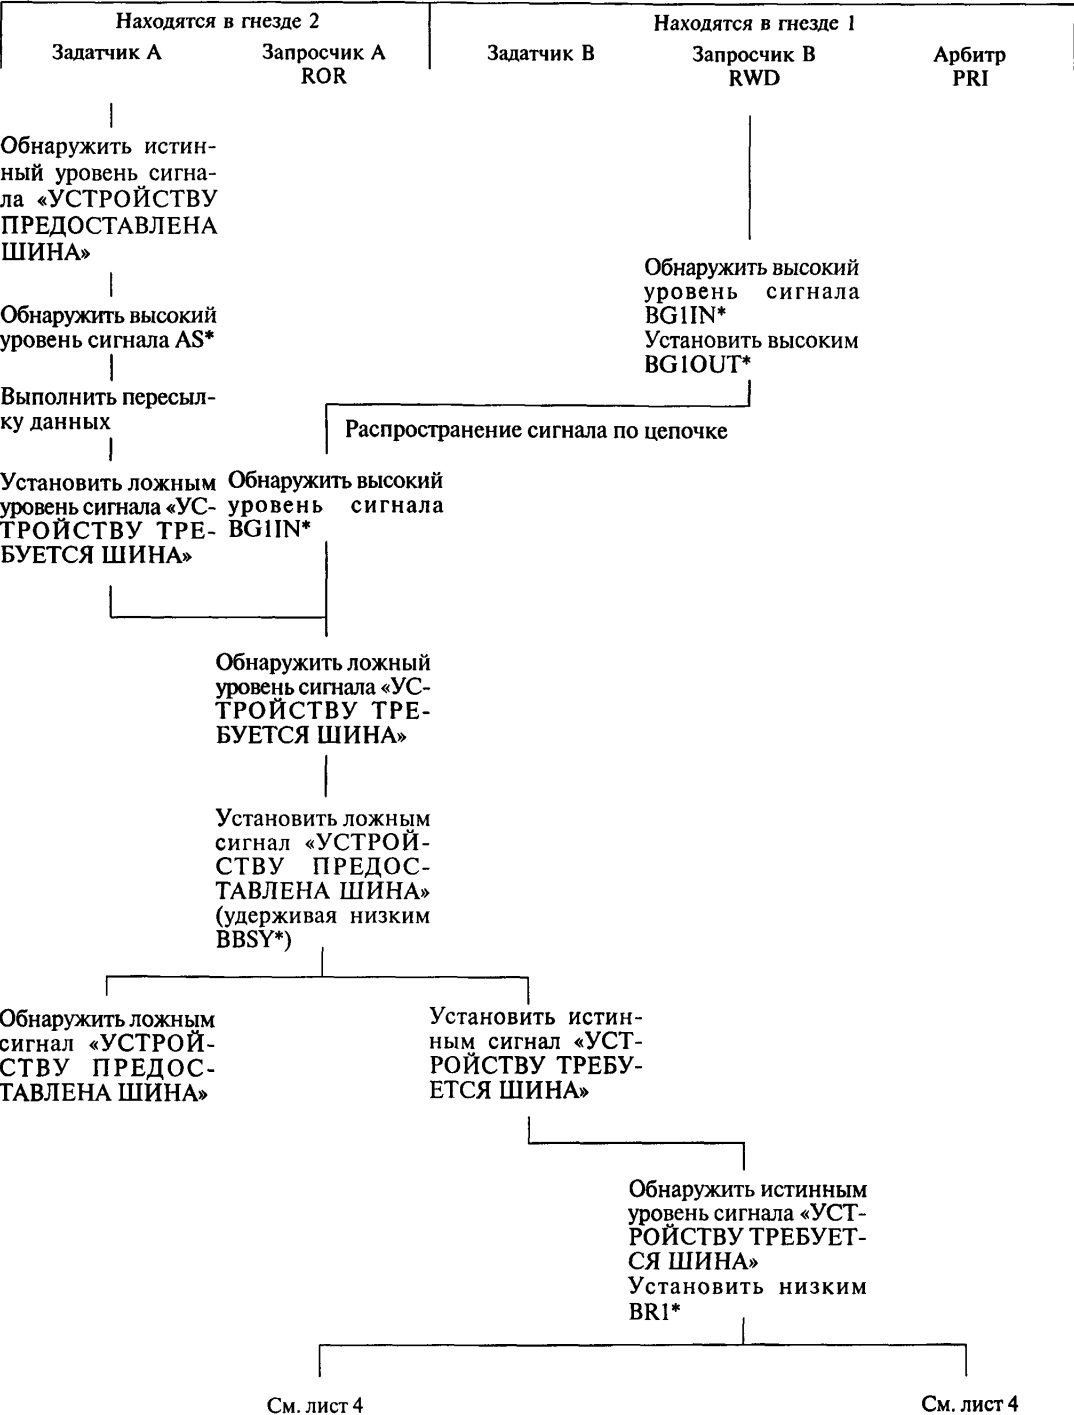 Находятся в гнезде 2
Находятся в гнезде 1
Задатчик А
Запросчик А
ROR
Задатчик В
Запросчик В
RWD
Арбитр
PRI
Обнаружить истин-
ный уровень сигна-
ла «УСТРОЙСТВУ
ПРЕДОСТАВЛЕНА
ШИНА»
Обнаружить высокий
уровень сигнала
BG1IN*
Установить высоким
BG1OUT*
Обнаружить высокий
уровень сигнала AS*
Выполнить пересыл-
ку данных
Распространение сигнала по цепочке
Установить ложным
уровень сигнала «УС-
ТРОЙСТВУ ТРЕ-
БУЕТСЯ ШИНА»
Обнаружить высокий
уровень сигнала
BG1IN*
Обнаружить ложный
уровень сигнала «УС-
ТРОЙСТВУ ТРЕ-
БУЕТСЯ ШИНА»
Установить ложным
сигнал «УСТРОЙ-
СТВУ ПРЕДОС-
ТАВЛЕНА ШИНА»
(удерживая низким
BBSY*)
Обнаружить ложным
сигнал «УСТРОЙ-
СТВУ ПРЕДОС-
ТАВЛЕНА ШИНА»
Установить истин-
ным сигнал «УСТ-
РОЙСТВУ ТРЕБУ-
ЕТСЯ ШИНА»
Обнаружить истинным
уровень сигнала «УСТ-
РОЙСТВУ ТРЕБУЕТ-
СЯ ШИНА»
Установить низким
BR1*
См. лист 4
См. лист 4